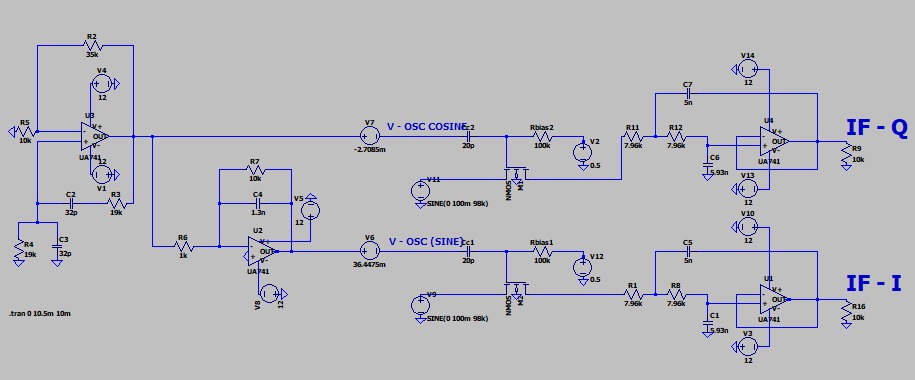 R2
35k
V4
12
U3
R5
10k
V+
OUT
V-
UA741
12
V1
C2
32p
R3
19k
R4
19k
C3
32p
.tran 0 10.5m 10m
R6
1k
R7
10k
C4
1.3n
V5
12
U2
V+
OUT
V-
UA741
V8
12
V7
-2.7085m
V - OSC COSINE
Cc2
20p
Rbias2
100k
V2
0.5
V11
SINE(0 100m 98k)
NMOS
M1
V6
36.4475m
V - OSC (SINE)
Cc1
20p
Rbias1
100k
V12
0.5
V9
SINE(0 100m 98k)
NMOS
M2
R11
7.96k
R12
7.96k
C7
5n
C6
5.93n
V14
12
U4
V+
OUT
V-
UA741
V13
12
R9
10k
IF - Q
R1
7.96k
R8
7.96k
C5
5n
C1
5.93n
V10
12
U1
V+
OUT
V-
UA741
V3
12
R16
10k
IF - I